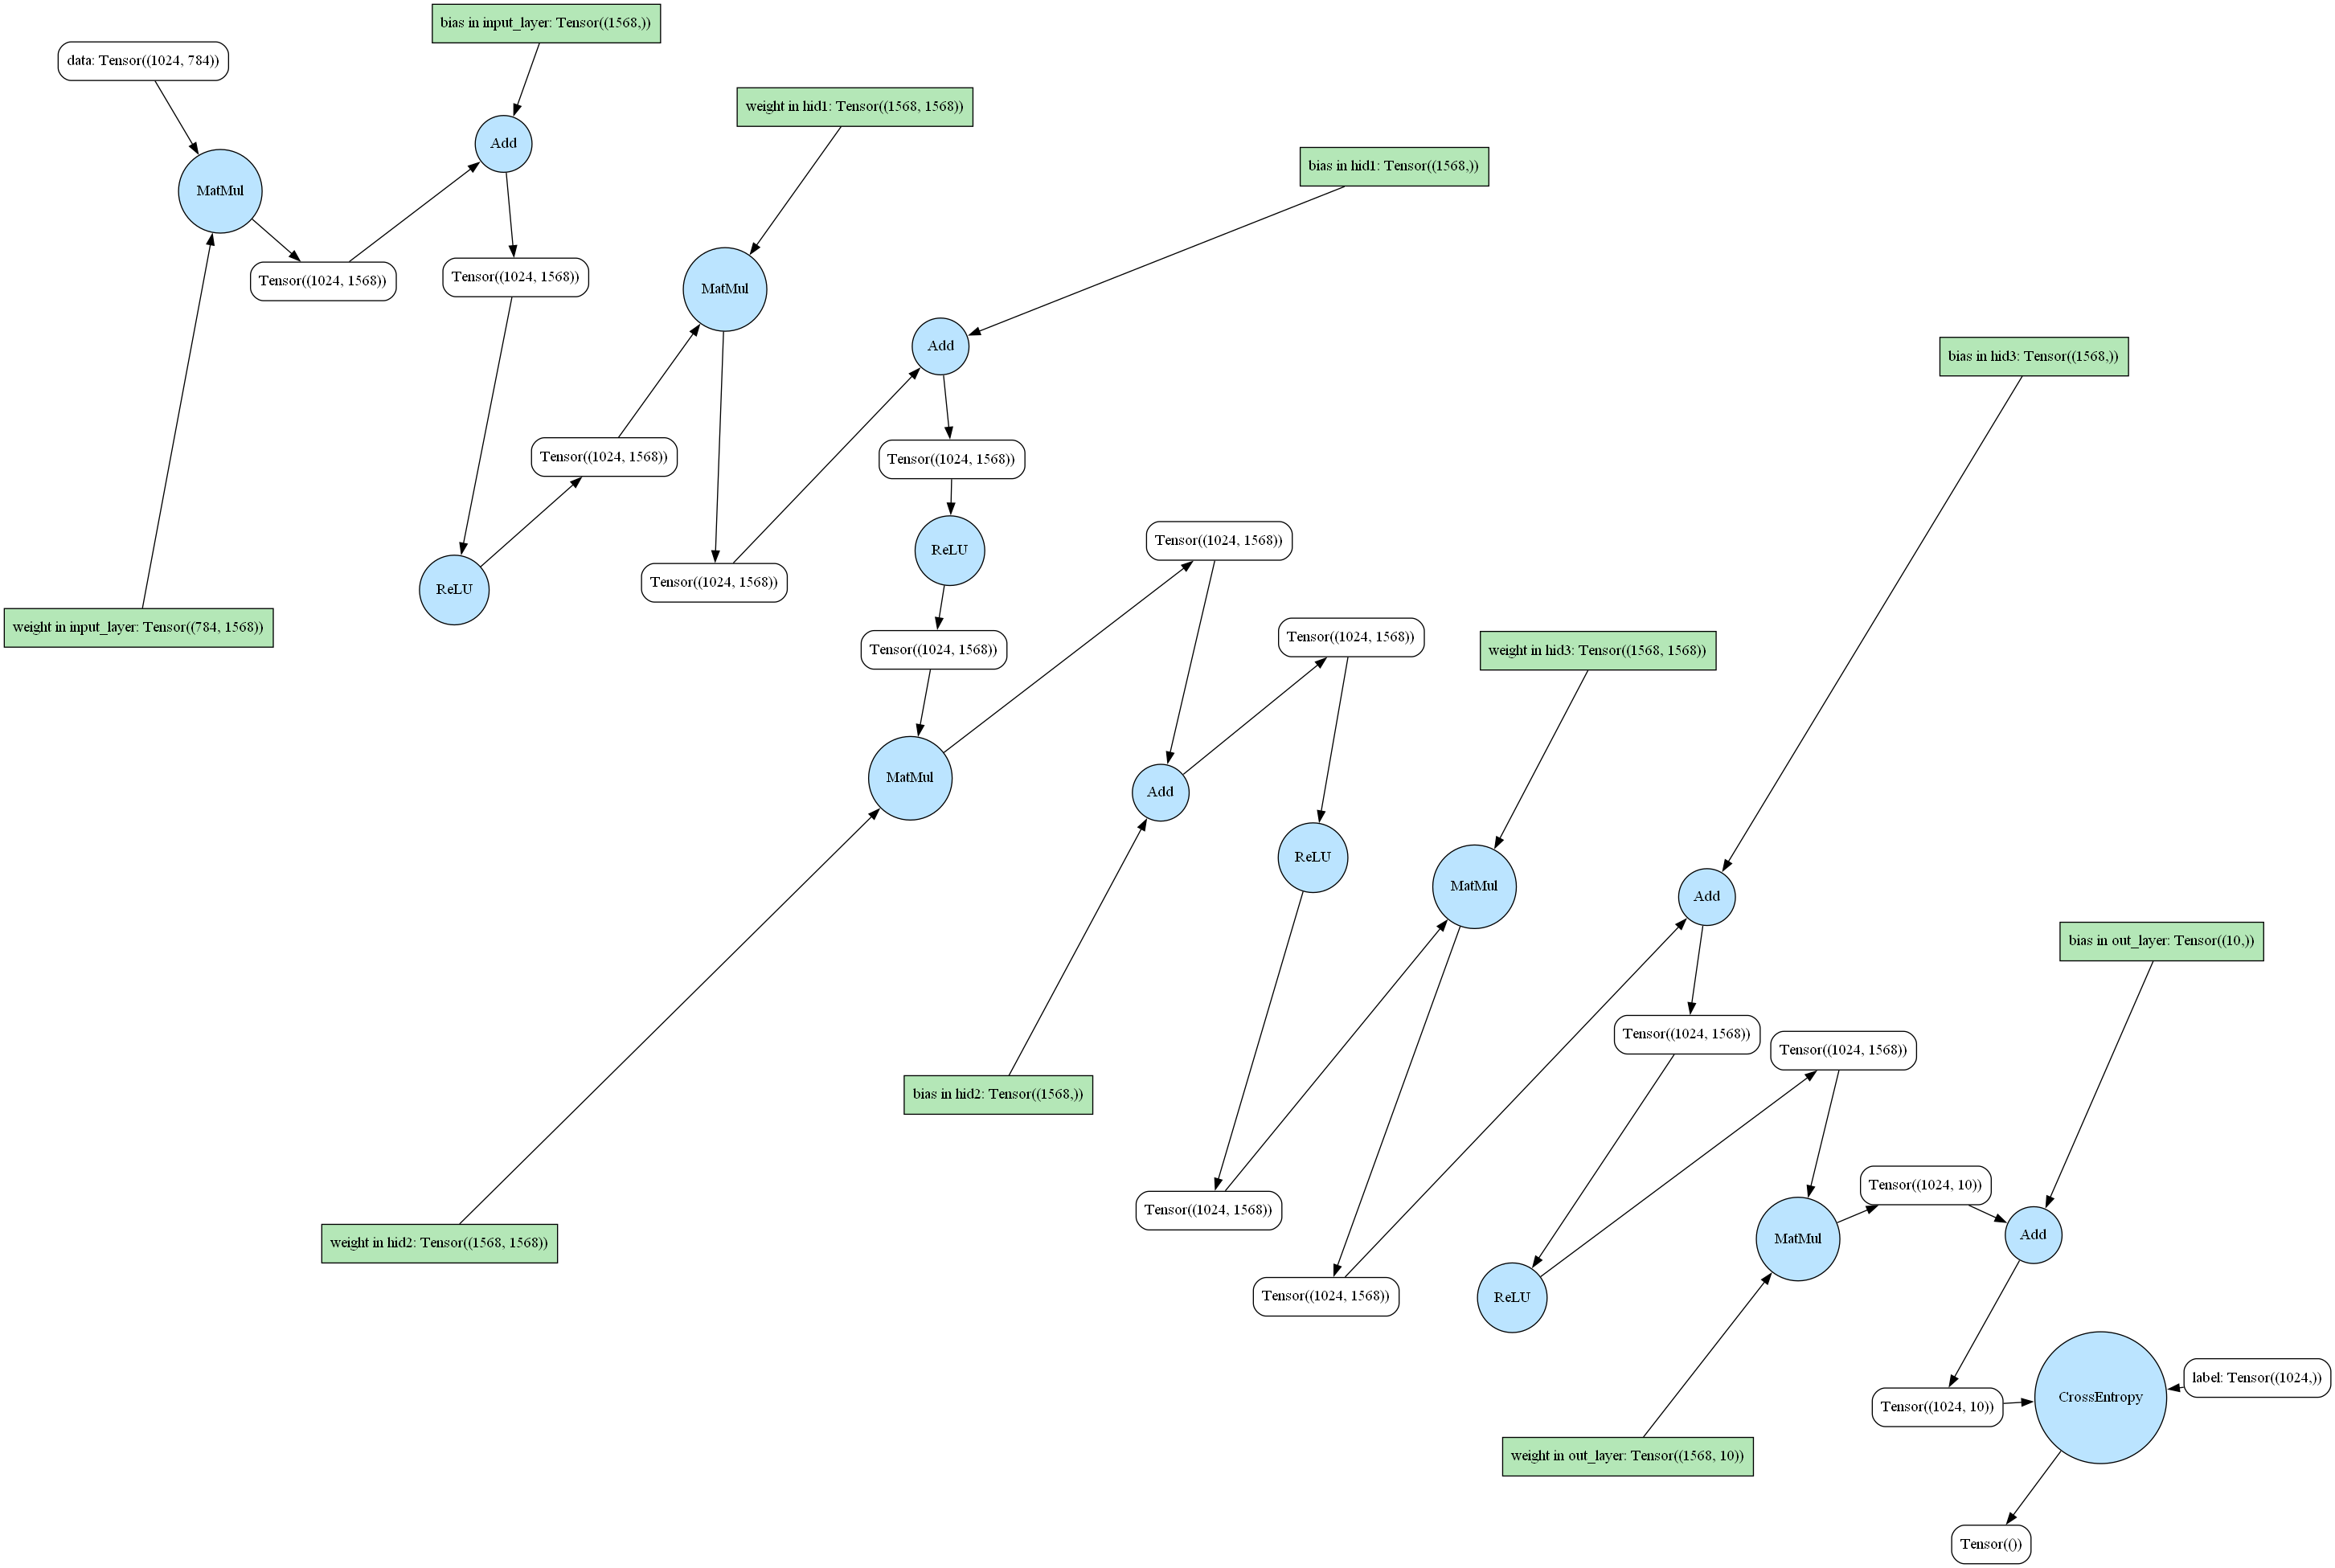 bias in input_layer: Tensor((1568,))
data: Tensor((1024, 784))
weight in hid1: Tensor((1568, 1568))
Add
bias in hid1: Tensor((1568,))
MatMul
Tensor((1024, 1568))
Tensor((1024, 1568))
MatMul
Add
bias in hid3: Tensor((1568,))
Tensor((1024, 1568))
Tensor((1024, 1568))
Tensor((1024, 1568))
ReLU
Tensor((1024, 1568))
ReLU
weight in input_layer: Tensor((784, 1568))
Tensor((1024, 1568))
Tensor((1024, 1568))
Tensor((1024, 1568))
weight in hid3: Tensor((1568, 1568))
MatMul
Add
ReLU
MatMul
Add
bias in out_layer: Tensor((10,))
Tensor((1024, 1568))
Tensor((1024, 1568))
bias in hid2: Tensor((1568,))
Tensor((1024, 10))
Tensor((1024, 1568))
Add
MatMul
weight in hid2: Tensor((1568, 1568))
Tensor((1024, 1568))
ReLU
label: Tensor((1024,))
CrossEntropy
Tensor((1024, 10))
weight in out_layer: Tensor((1568, 10))
Tensor(())